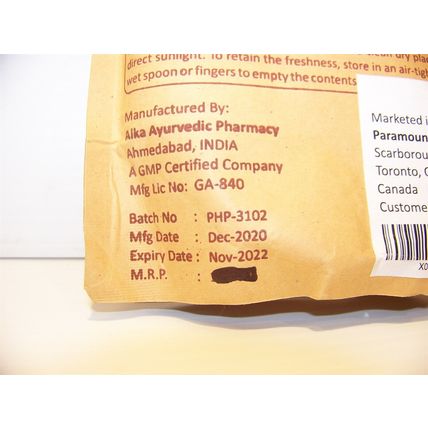 direct sunlight. To retain the freshness, store in an air-tig
wet spoon or fingers to empty the contents
Manufactured By:
Alka Ayurvedic Pharmacy
Ahmedabad, INDIA
A GMP Certified Company
Mfg Lic No: GA-840
Batch No : PHP-3102
Mfg Date : Dec-2020
Expiry Date : Nov-2022
M.R.P. :
Marketed i
Paramoun
Scarborou
Toronto, O
Canada
Custome
X0